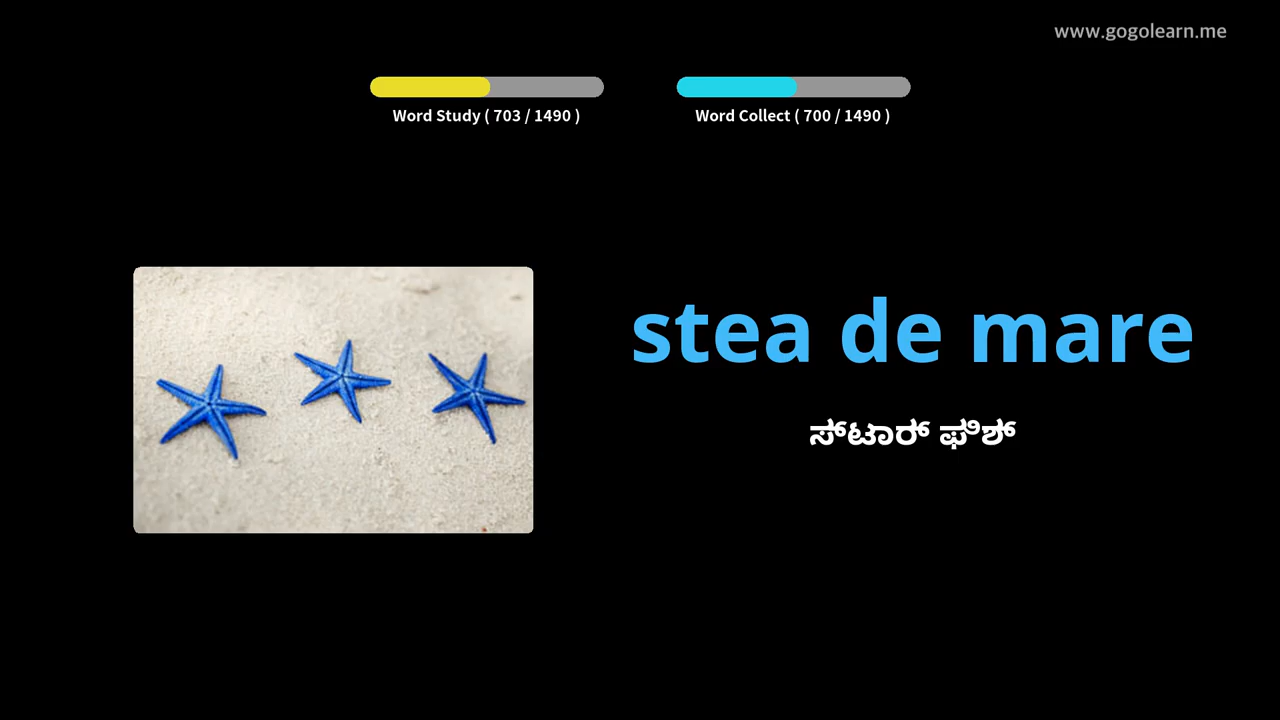 www.gogolearn.me
Word Study ( 703 / 1490 )
Word Collect ( 700 / 1490 )
stea de mare
ಸ್ಟಾರ್ ಫಿಶ್